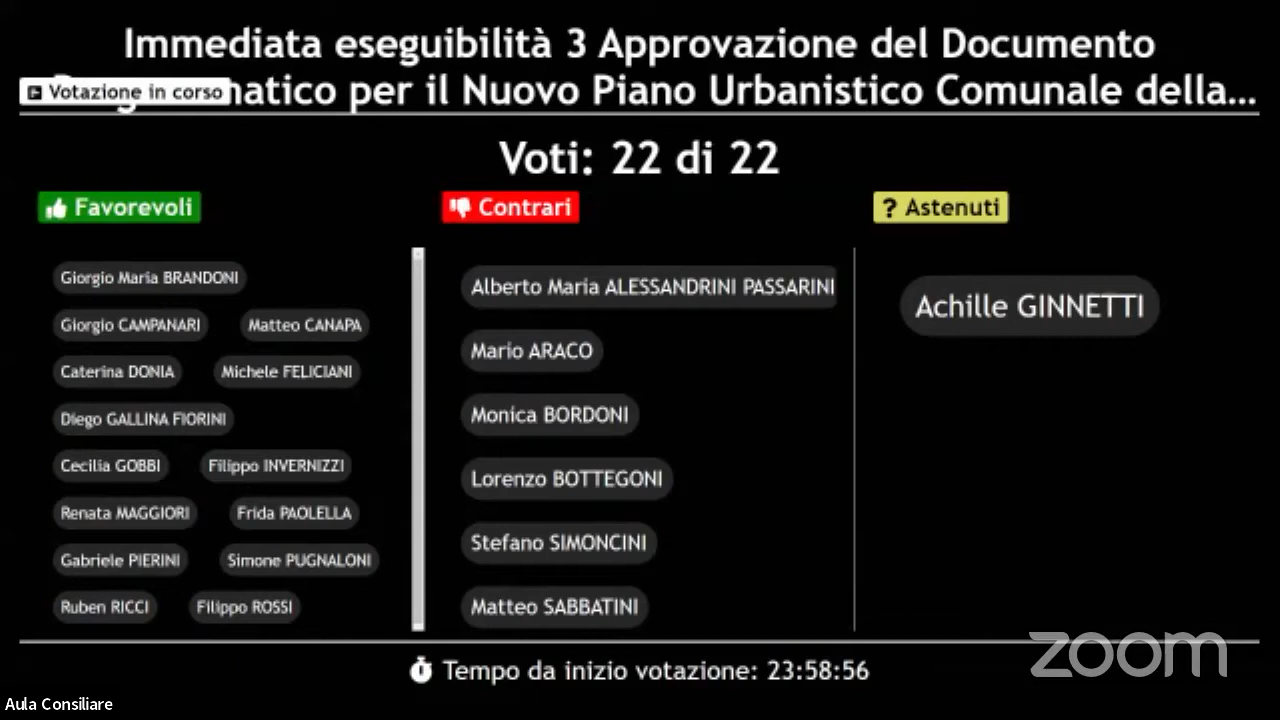 Immediata eseguibilità 3 Approvazione del Documento
per il Nuovo Piano Urbanistico Comunale della...
Votazione in corso
Voti: 22 di 22
Favorevoli
Giorgio Maria BRANDONI
Giorgio CAMPANARI Matteo CANAPA
Caterina DONIA Michele FELICIANI
Diego GALLINA FIORINI
Cecilia GOBBI Filippo INVERNIZZI
Renata MAGGIORI Frida PAOLELLA
Gabriele PIERINI Simone PUGNALONI
Ruben RICCI Filippo ROSSI
Contrari
Alberto Maria ALESSANDRINI PASSARINI
Mario ARACO
Monica BORDONI
Lorenzo BOTTEGONI
Stefano SIMONCINI
Matteo SABBATINI
? Astenuti
Achille GINNETTI
Tempo da inizio votazione: 23:58:56
zoom
Aula Consiliare